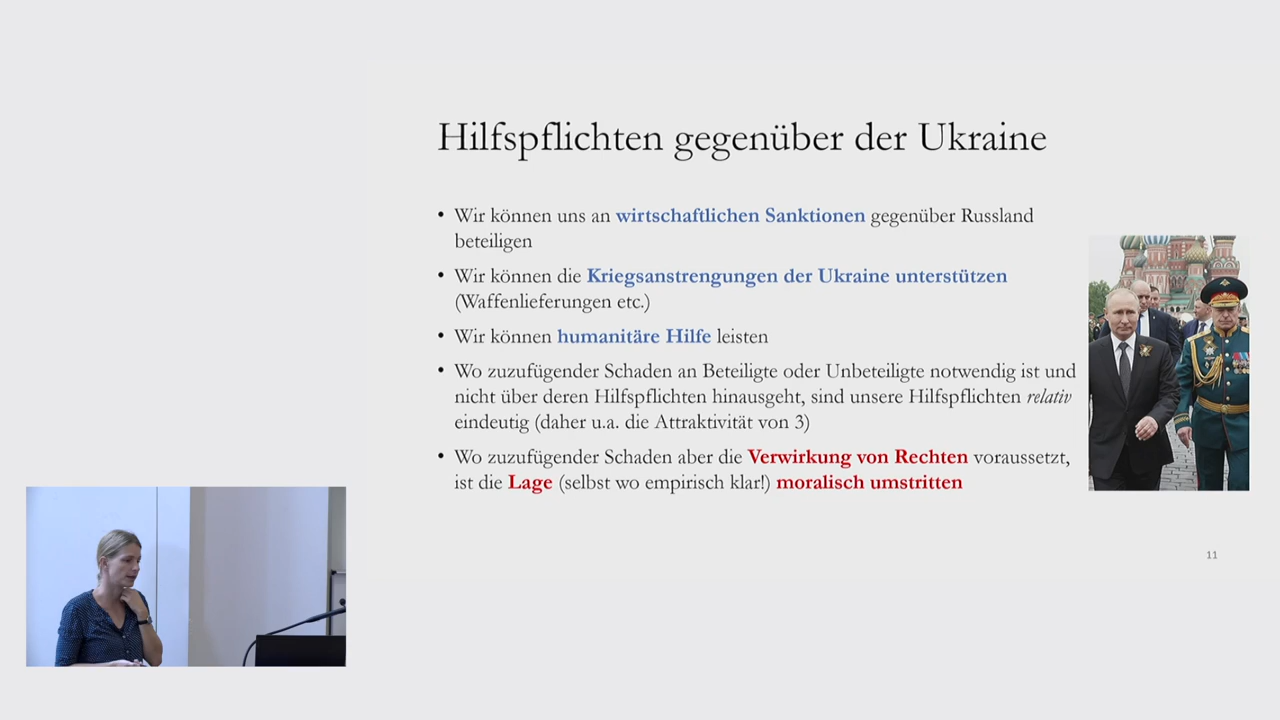 Hilfspflichten gegenüber der Ukraine
• Wir können uns an wirtschaftlichen Sanktionen gegenüber Russland
beteiligen
• Wir können die Kriegsanstrengungen der Ukraine unterstützen
(Waffenlieferungen etc.)
• Wir können humanitäre Hilfe leisten
• Wo zuzufügender Schaden an Beteiligte oder Unbeteiligte notwendig ist und
nicht über deren Hilfspflichten hinausgeht, sind unsere Hilfspflichten relativ
eindeutig (daher u.a. die Attraktivität von 3)
• Wo zuzufügender Schaden aber die Verwirkung von Rechten voraussetzt,
ist die Lage (selbst wo empirisch klar!) moralisch umstritten
11